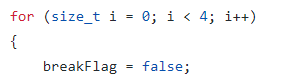 for (size_t i = 0; i < 4; i++)
{
    breakFlag = false;